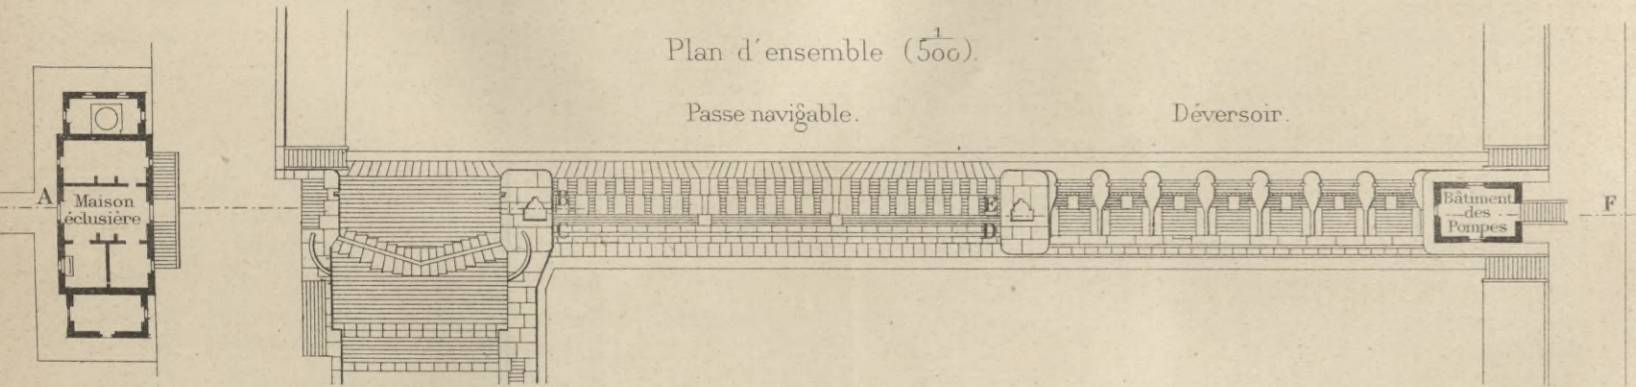 Plan d'ensemble (1/500).
Passe navigable.
Déversoir.
A
Maison
éclusière
B
C
E
D
Bâtiment
des
Pompes
F